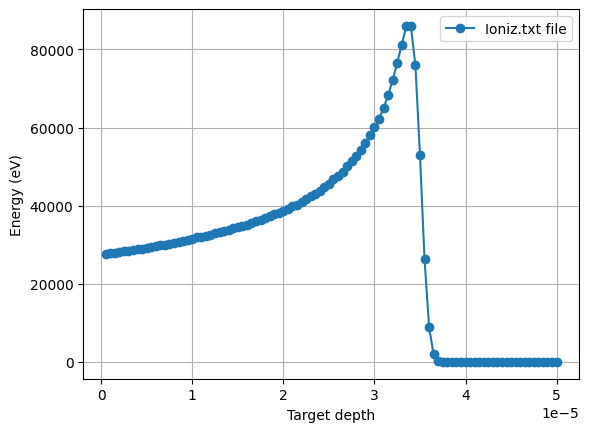 Ioniz.txt file
Energy (eV)
80000
60000
40000
20000
0
0 1 2 3 4 5
1e−5
Target depth